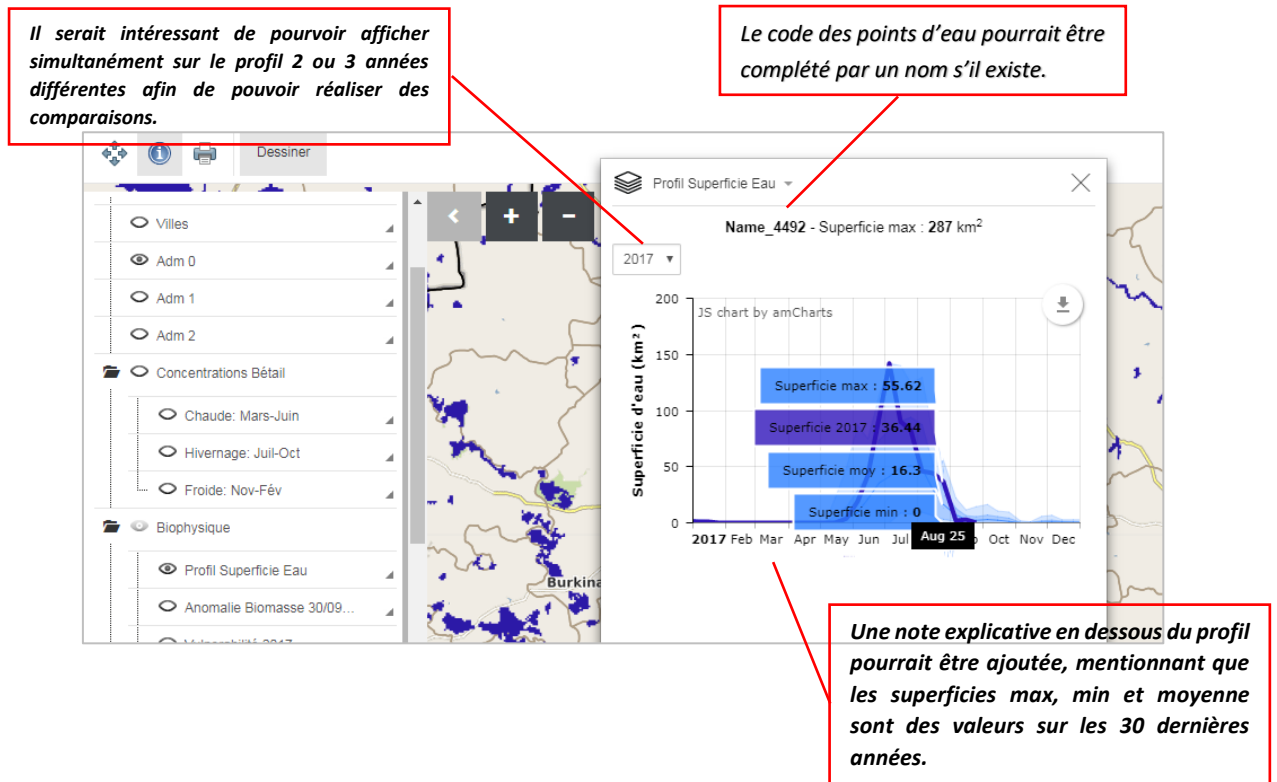 Il serait intéressant de pourvoir afficher
simultanément sur le profil 2 ou 3 années
différentes afin de pouvoir réaliser des
comparaisons.
Le code des points d'eau pourrait être
complété par un nom s'il existe.
Dessiner
Profil Superficie Eau
Villes
Adm 0
Adm 1
Adm 2
Concentrations Bétail
Chaude: Mars-Juin
Hivernage: Juil-Oct
Froide: Nov-Fév
Biophysique
Profil Superficie Eau
Anomalie Biomasse 30/09...
Vulnerabilité 2017
Burkina
Name_4492 - Superficie max : 287 km²
2017
JS chart by amCharts
Superficie d'eau (km²)
200
150
100
50
0
Superficie max : 55.62
Superficie 2017 : 36.44
Superficie moy : 16.3
Superficie min : 0
2017 Feb Mar Apr May Jun Jul Aug 25 Oct Nov Dec
Une note explicative en dessous du profil
pourrait être ajoutée, mentionnant que
les superficies max, min et moyenne
sont des valeurs sur les 30 dernières
années.